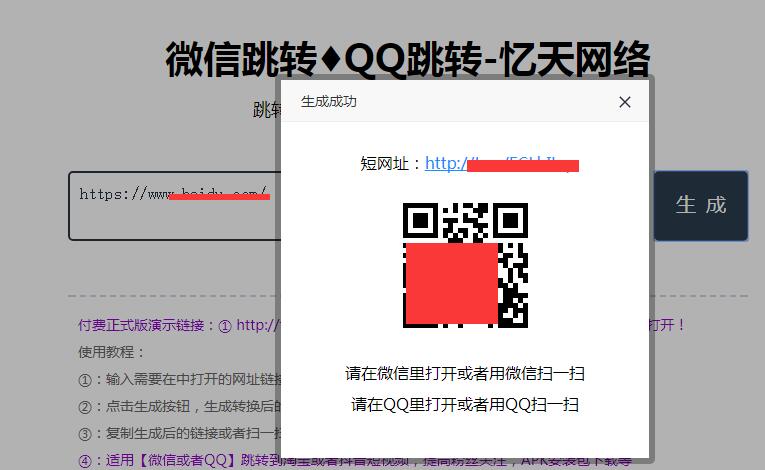 微信跳转♦QQ跳转-忆天网络
跳转
生成成功
短网址：http://
https://www.baidu.com/
生 成
付费正式版演示链接：① http://
打开！
使用教程：
①：输入需要在中打开的网址链接
②：点击生成按钮，生成转换后的
③：复制生成后的链接或者扫一扫
请在微信里打开或者用微信扫一扫
请在QQ里打开或者用QQ扫一扫
④：适用【微信或者QQ】跳转到淘宝或者抖音短视频，提高粉丝关注，APK安装包下载等